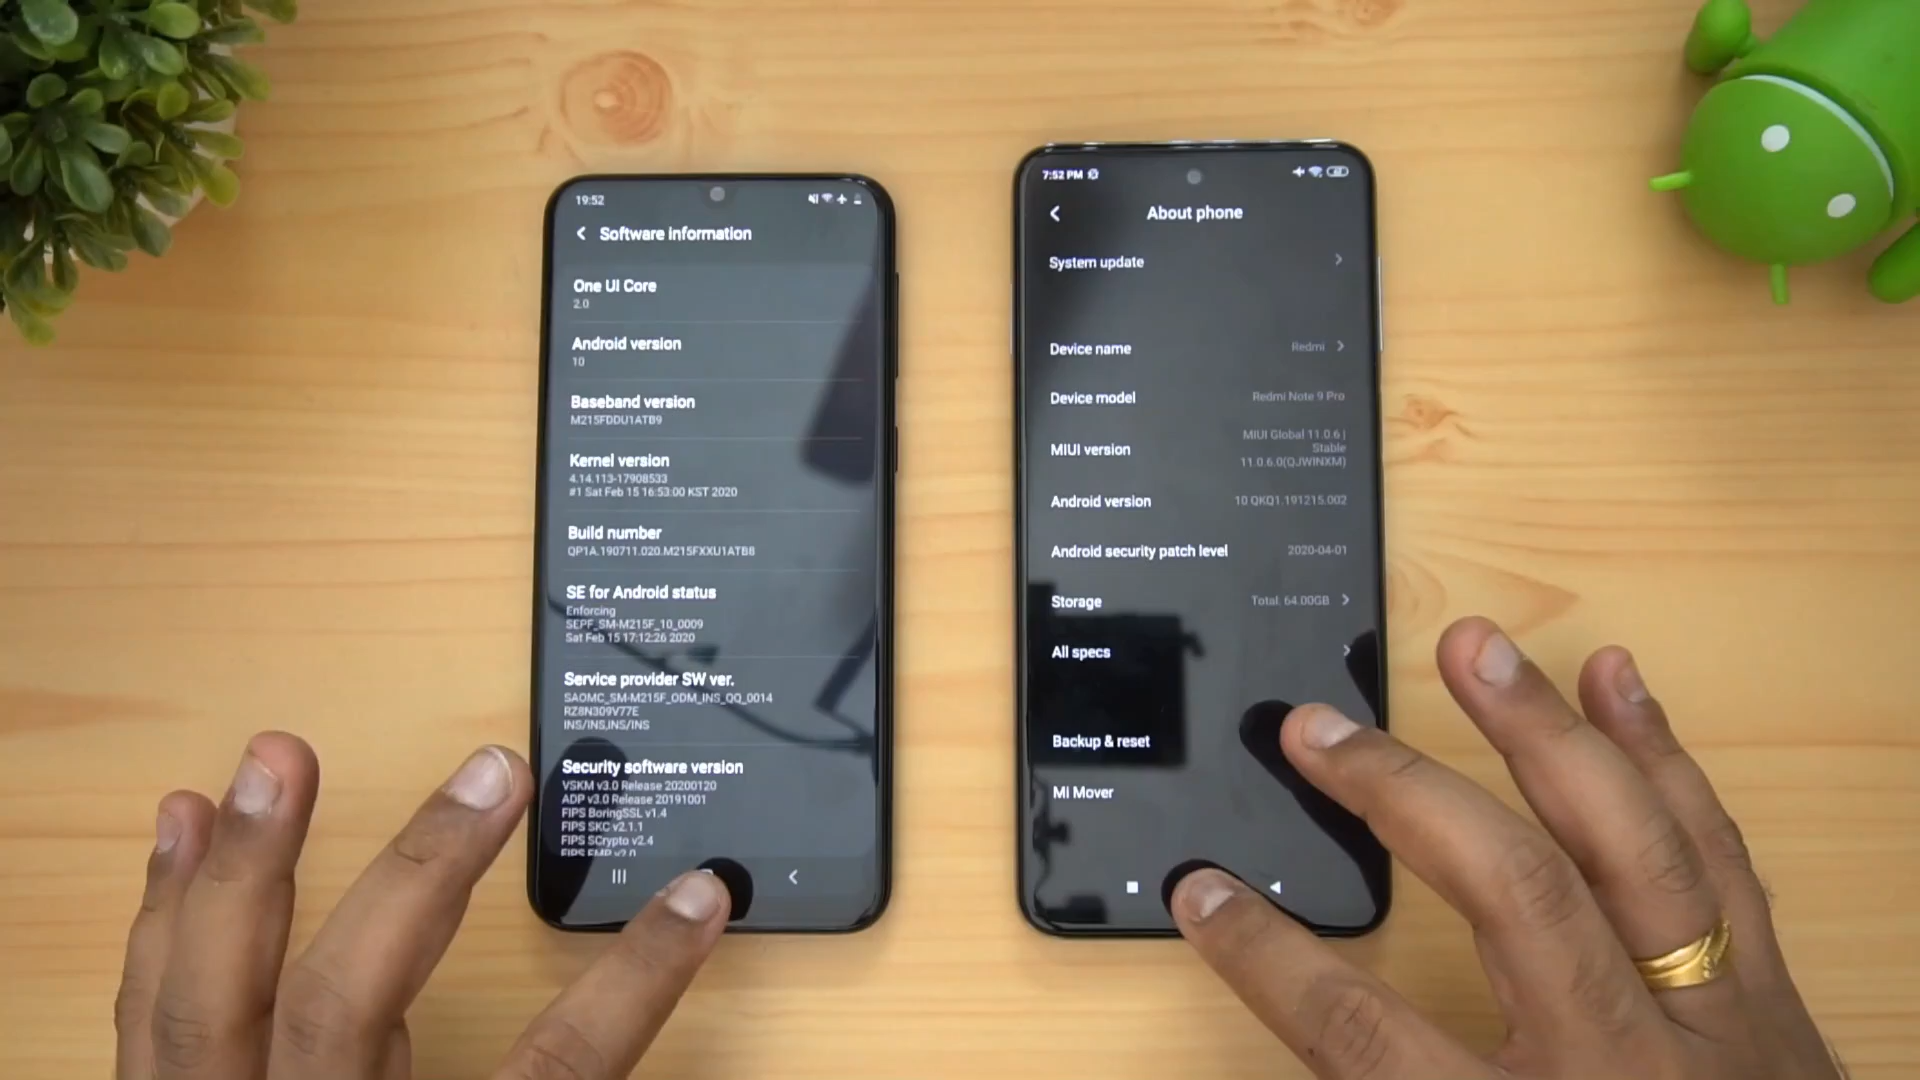 19:52
Software information
One UI Core
2.0
Android version
10
Baseband version
M215FDDU1ATB9
Kernel version
4.14.113-17908533
#1 Sat Feb 15 16:53:00 KST 2020
Build number
QP1A.190711.020.M215FXXU1ATB8
SE for Android status
Enforcing
SEPF_SM-M215F_10_0009
Sat Feb 15 17:12:26 2020
Service provider SW ver.
SAOMC_SM-M215F_ODM_INS_QQ_0014
RZ8N309V77E
INS/INS,INS/INS
Security software version
VSKM v3.0 Release 20200120
ADP v3.0 Release 20191001
FIPS BoringSSL v1.4
FIPS SKC v2.1.1
FIPS SCrypto v2.4
FIPS FMP v2.0
7:52 PM
About phone
System update
Device name Redmi
Device model Redmi Note 9 Pro
MIUI version MIUI Global 11.0.6 |
Stable
11.0.6.0(QJWINXM)
Android version 10 QKQ1.191215.002
Android security patch level 2020-04-01
Storage Total: 64.00GB
All specs
Backup & reset
Mi Mover